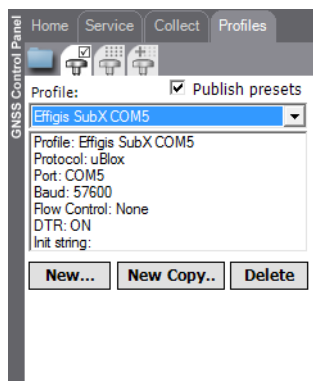 GNSS Control Panel
Home Service Collect Profiles
Profile: Publish presets
Effigis SubX COM5
Profile: Effigis SubX COM5
Protocol: uBlox
Port: COM5
Baud: 57600
Flow Control: None
DTR: ON
Init string:
New... New Copy.. Delete